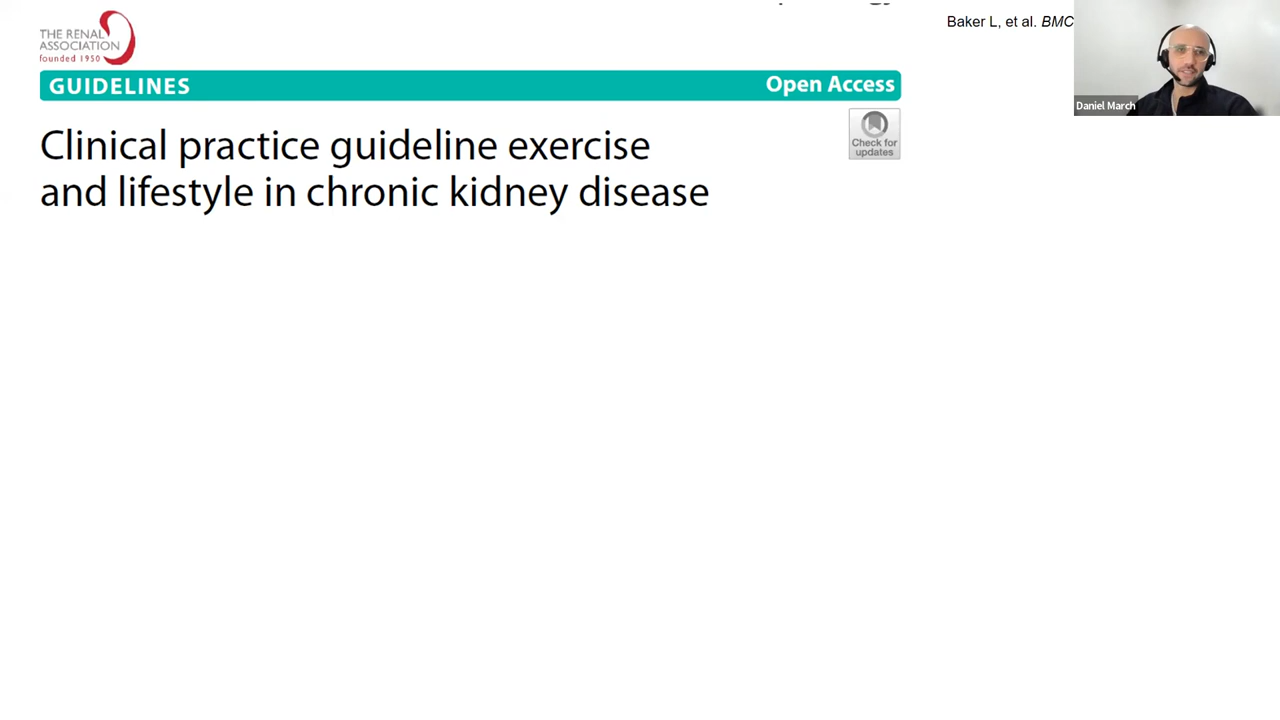 THE RENAL
ASSOCIATION
founded 1950
Baker L, et al. BMC
Daniel March
GUIDELINES
Open Access
Check for
updates
Clinical practice guideline exercise
and lifestyle in chronic kidney disease